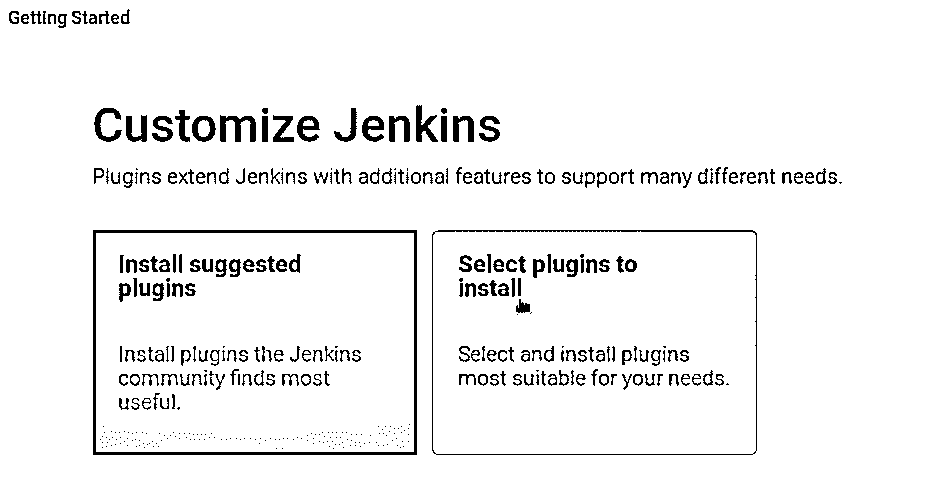 Getting Started
Customize Jenkins
Plugins extend Jenkins with additional features to support many different needs.
Install suggested
plugins
Install plugins the Jenkins
community finds most
useful.
Select plugins to
install
Select and install plugins
most suitable for your needs.